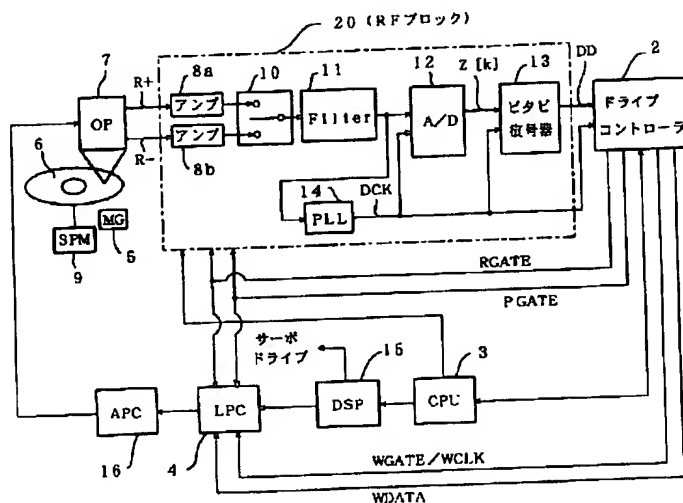 20 (RFブロック)
7
R+
8a
10
11
12
Z [k]
13
DD
2
OP
アンプ
Filter
A/D
ビタビ
復号器
ドライブ
コントローラ
6
R-
アンプ
8b
14
DCK
PLL
MG
5
SPM
9
RGATE
PGATE
サーボ
ドライブ
15
3
APC
LPC
DSP
CPU
16
4
WGATE/WCLK
WDATA